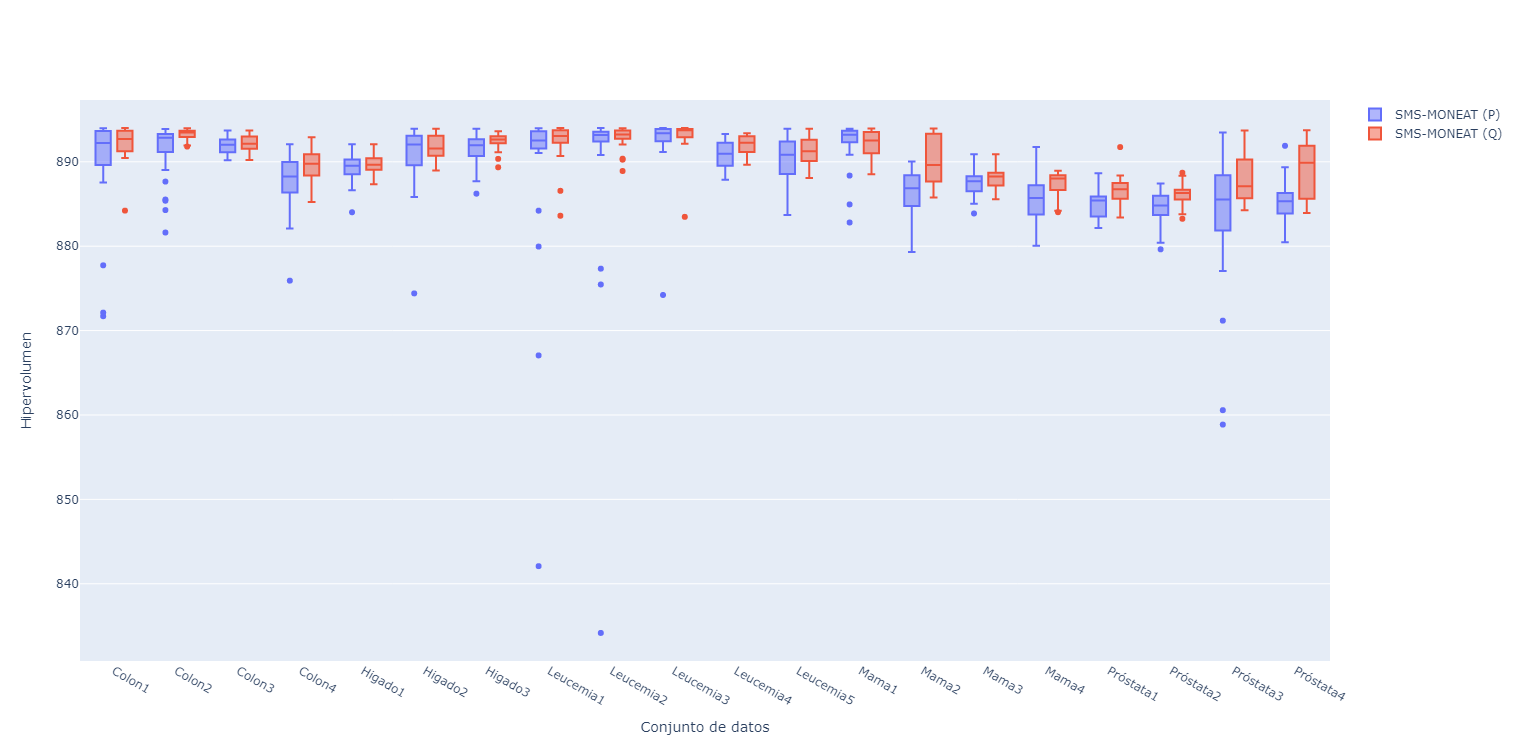 SMS-MONEAT (P)
SMS-MONEAT (Q)
Hipervolumen
890
880
870
860
850
840
Colon1
Colon2
Colon3
Colon4
Higado1
Higado2
Higado3
Leucemia1
Leucemia2
Leucemia3
Leucemia4
Leucemia5
Mama1
Mama2
Mama3
Mama4
Próstata1
Próstata2
Próstata3
Próstata4
Conjunto de datos